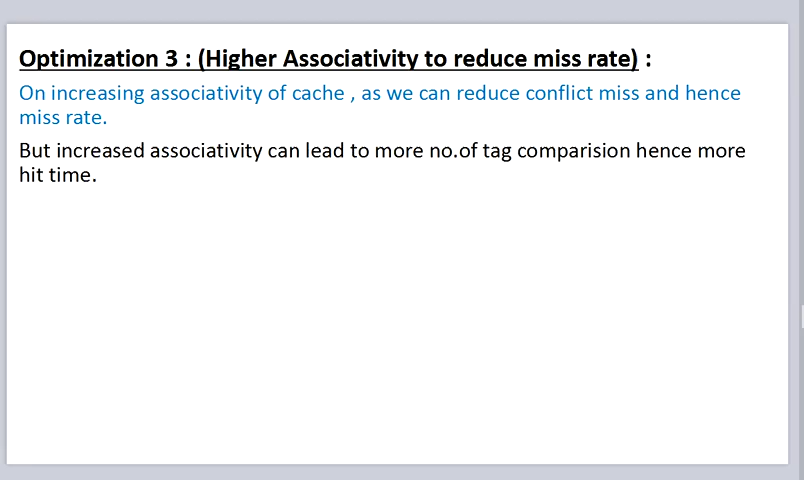 Optimization 3 : (Higher Associativity to reduce miss rate) :
On increasing associativity of cache , as we can reduce conflict miss and hence
miss rate.
But increased associativity can lead to more no.of tag comparision hence more
hit time.